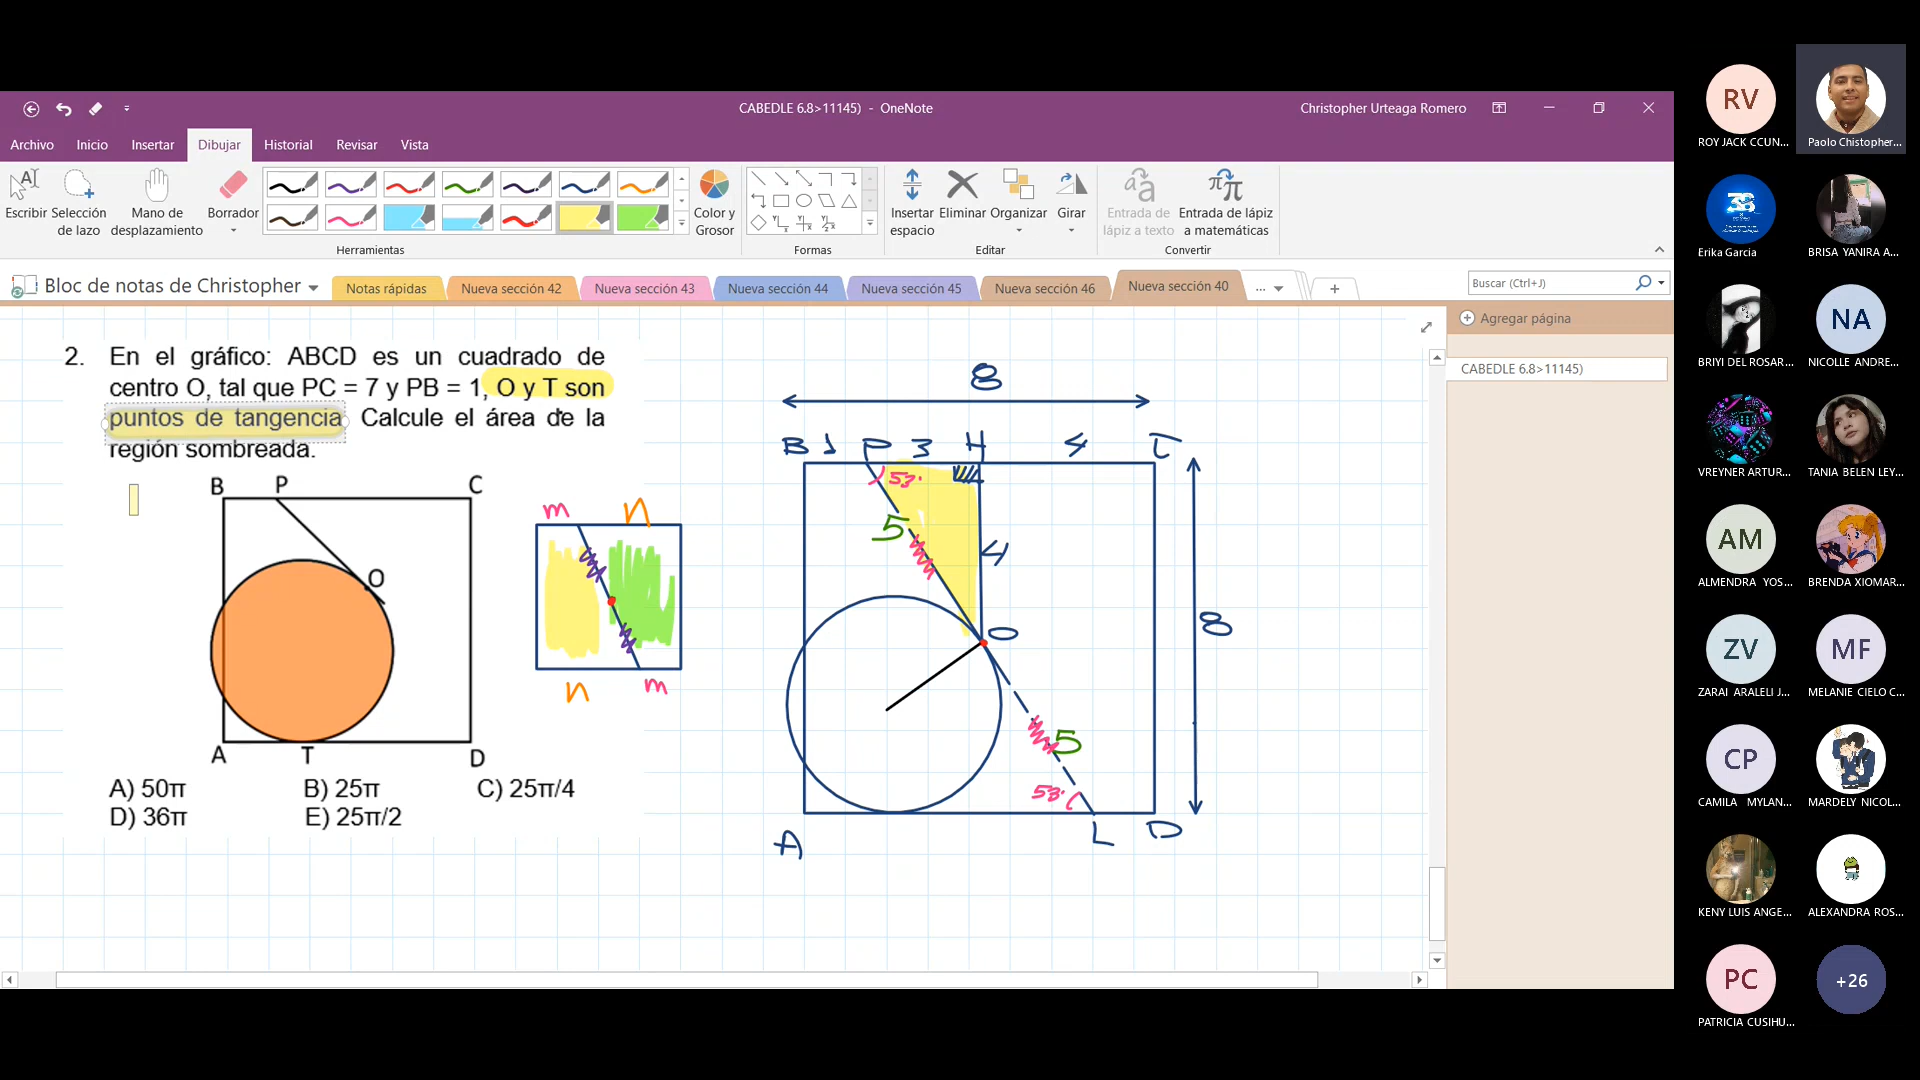 CABEDLE 6.8>11145) - OneNote
Christopher Urteaga Romero
Archivo
Inicio
Insertar
Dibujar
Historial
Revisar
Vista
Escribir
Selección de lazo
Mano de desplazamiento
Borrador
Color y Grosor
Insertar espacio
Eliminar
Organizar
Girar
Entrada de lápiz a texto
Entrada de lápiz a matemáticas
Herramientas
Formas
Editar
Convertir
Bloc de notas de Christopher
Notas rápidas
Nueva sección 42
Nueva sección 43
Nueva sección 44
Nueva sección 45
Nueva sección 46
Nueva sección 40
...
Buscar (Ctrl+J)
Agregar página
CABEDLE 6.8>11145)
2. En el gráfico: ABCD es un cuadrado de
centro O, tal que PC = 7 y PB = 1, O y T son
puntos de tangencia. Calcule el área de la
región sombreada.
B P C
O
A T D
A) 50π B) 25π C) 25π/4
D) 36π E) 25π/2
m n
n m
8
B 1 P 3 H 4 C
53°
5
4
O
8
5
53°
A L D
RV
ROY JACK CCUN...
Paolo Chistopher...
Erika Garcia
BRISA YANIRA A...
BRIYI DEL ROSAR...
NA
NICOLLE ANDRE...
VREYNER ARTUR...
TANIA BELEN LEY...
AM
ALMENDRA YOS...
BRENDA XIOMAR...
ZV
ZARAI ARALELI J...
MF
MELANIE CIELO C...
CP
CAMILA MYLAN...
MARDELY NICOL...
KENY LUIS ANGE...
ALEXANDRA ROS...
PC
PATRICIA CUSIHU...
+26